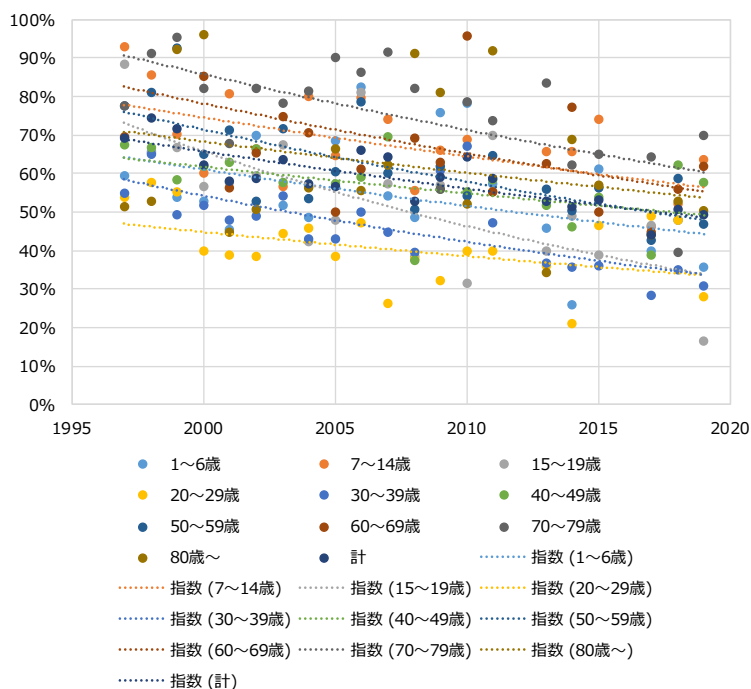 100%
90%
80%
70%
60%
50%
40%
30%
20%
10%
0%
1995 2000 2005 2010 2015 2020
1～6歳 7～14歳 15～19歳
20～29歳 30～39歳 40～49歳
50～59歳 60～69歳 70～79歳
80歳～ 計 指数 (1～6歳)
指数 (7～14歳) 指数 (15～19歳) 指数 (20～29歳)
指数 (30～39歳) 指数 (40～49歳) 指数 (50～59歳)
指数 (60～69歳) 指数 (70～79歳) 指数 (80歳～)
指数 (計)